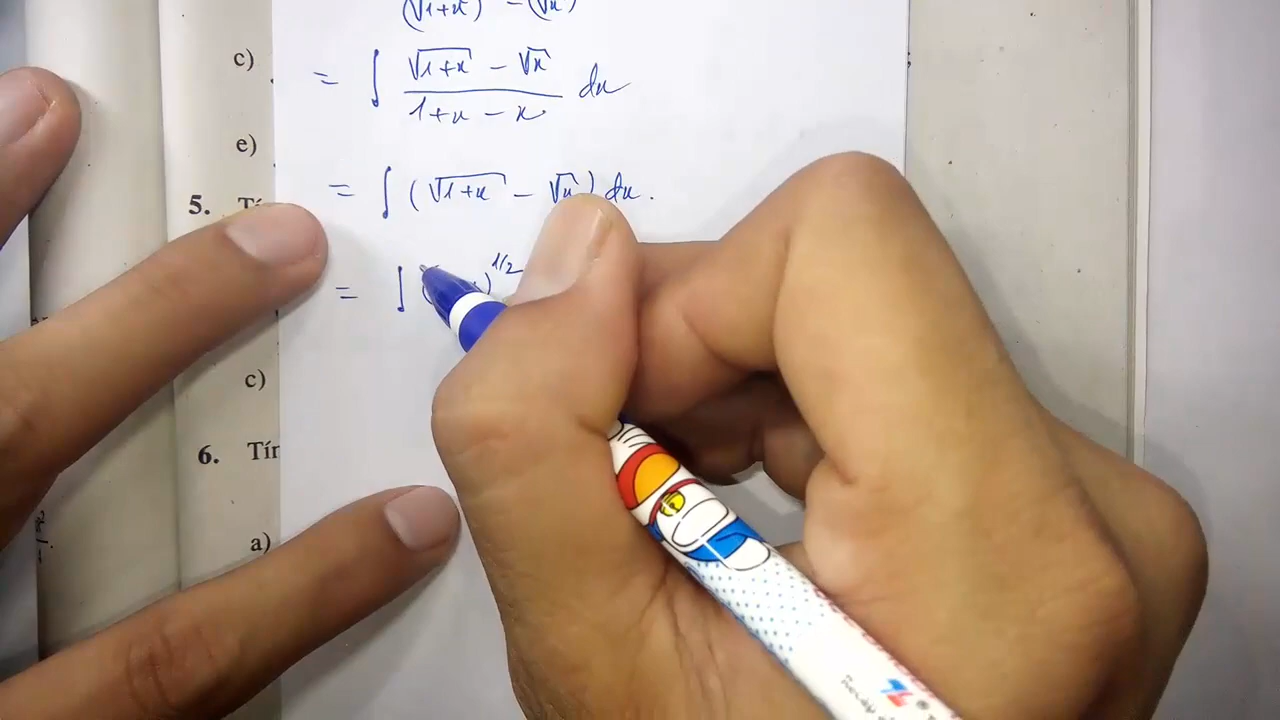 (√1+x)² - (√x)²
c) = ∫ (√1+x - √x)/(1+x - x) dx
e)
= ∫ (√1+x - √x) dx.
5.
= ∫ ( )^1/2
c)
6. Tín
a)